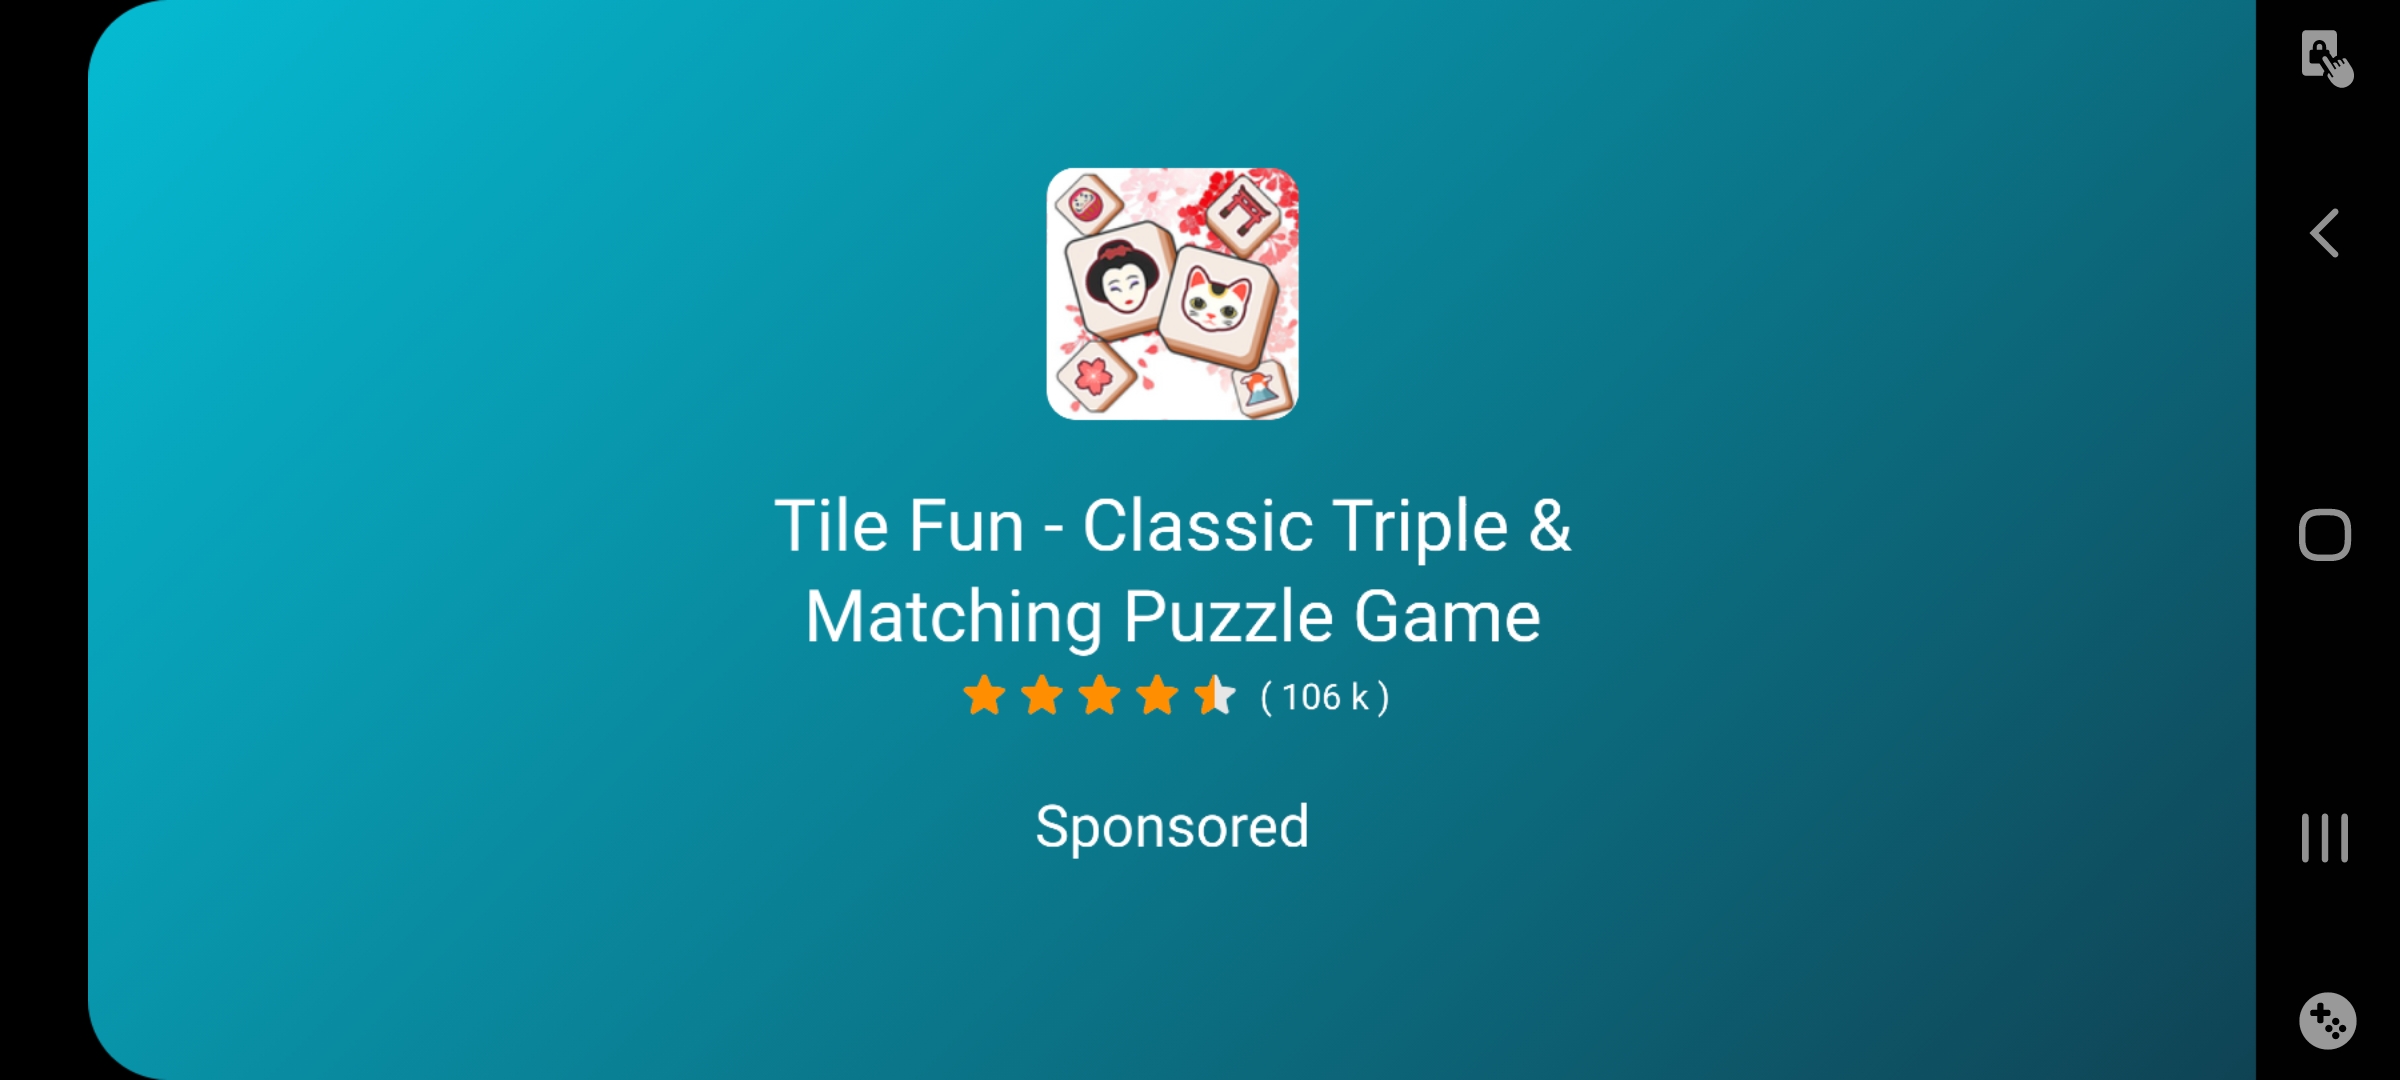 Tile Fun - Classic Triple &
Matching Puzzle Game
( 106 k )
Sponsored